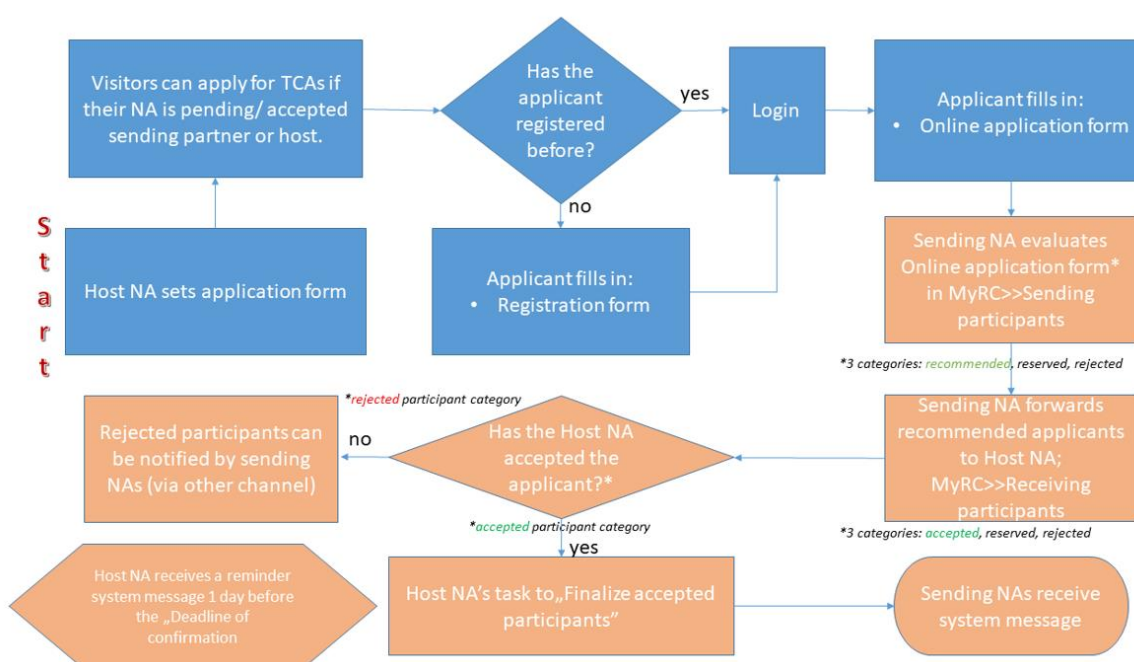 Start
Host NA sets application form
Visitors can apply for TCAs if
their NA is pending/ accepted
sending partner or host.
Has the
applicant
registered
before?
yes
no
Applicant fills in:
• Registration form
Login
Applicant fills in:
• Online application form
Sending NA evaluates
Online application form*
in MyRC>>Sending
participants
*3 categories: recommended, reserved, rejected
Sending NA forwards
recommended applicants
to Host NA;
MyRC>>Receiving
participants
*3 categories: accepted, reserved, rejected
Has the Host NA
accepted the
applicant?*
*rejected participant category
no
Rejected participants can
be notified by sending
NAs (via other channel)
*accepted participant category
yes
Host NA's task to„Finalize accepted
participants”
Sending NAs receive
system message
Host NA receives a reminder
system message 1 day before
the „Deadline of
confirmation